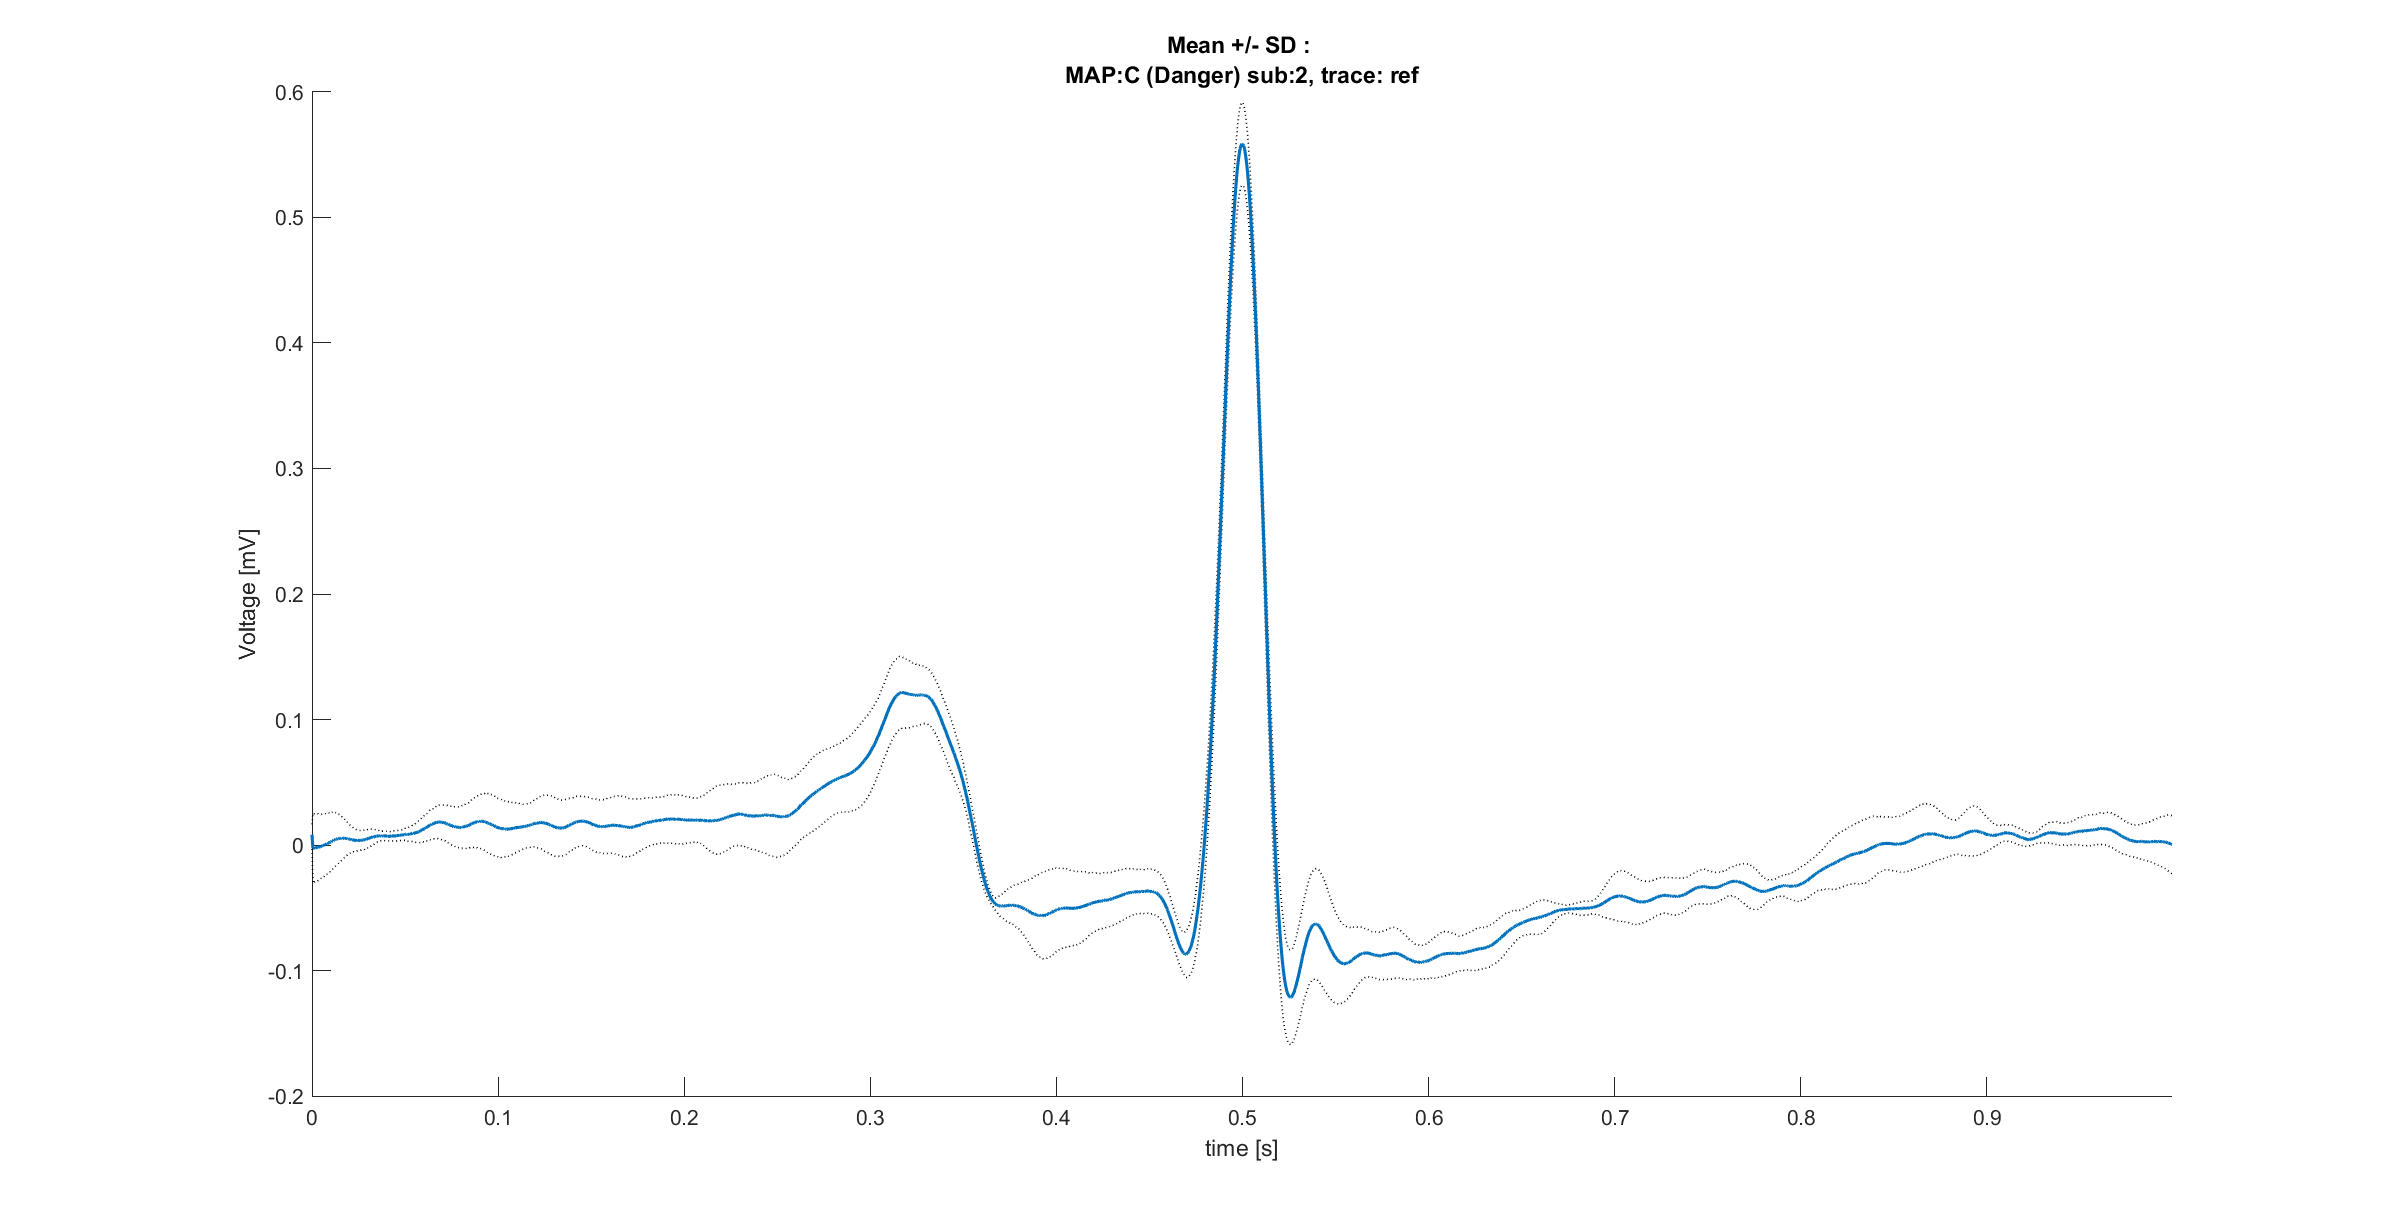 Mean +/- SD :
MAP:C (Danger) sub:2, trace: ref
0.6
0.5
0.4
0.3
0.2
0.1
0
-0.1
-0.2
Voltage [mV]
0 0.1 0.2 0.3 0.4 0.5 0.6 0.7 0.8 0.9
time [s]